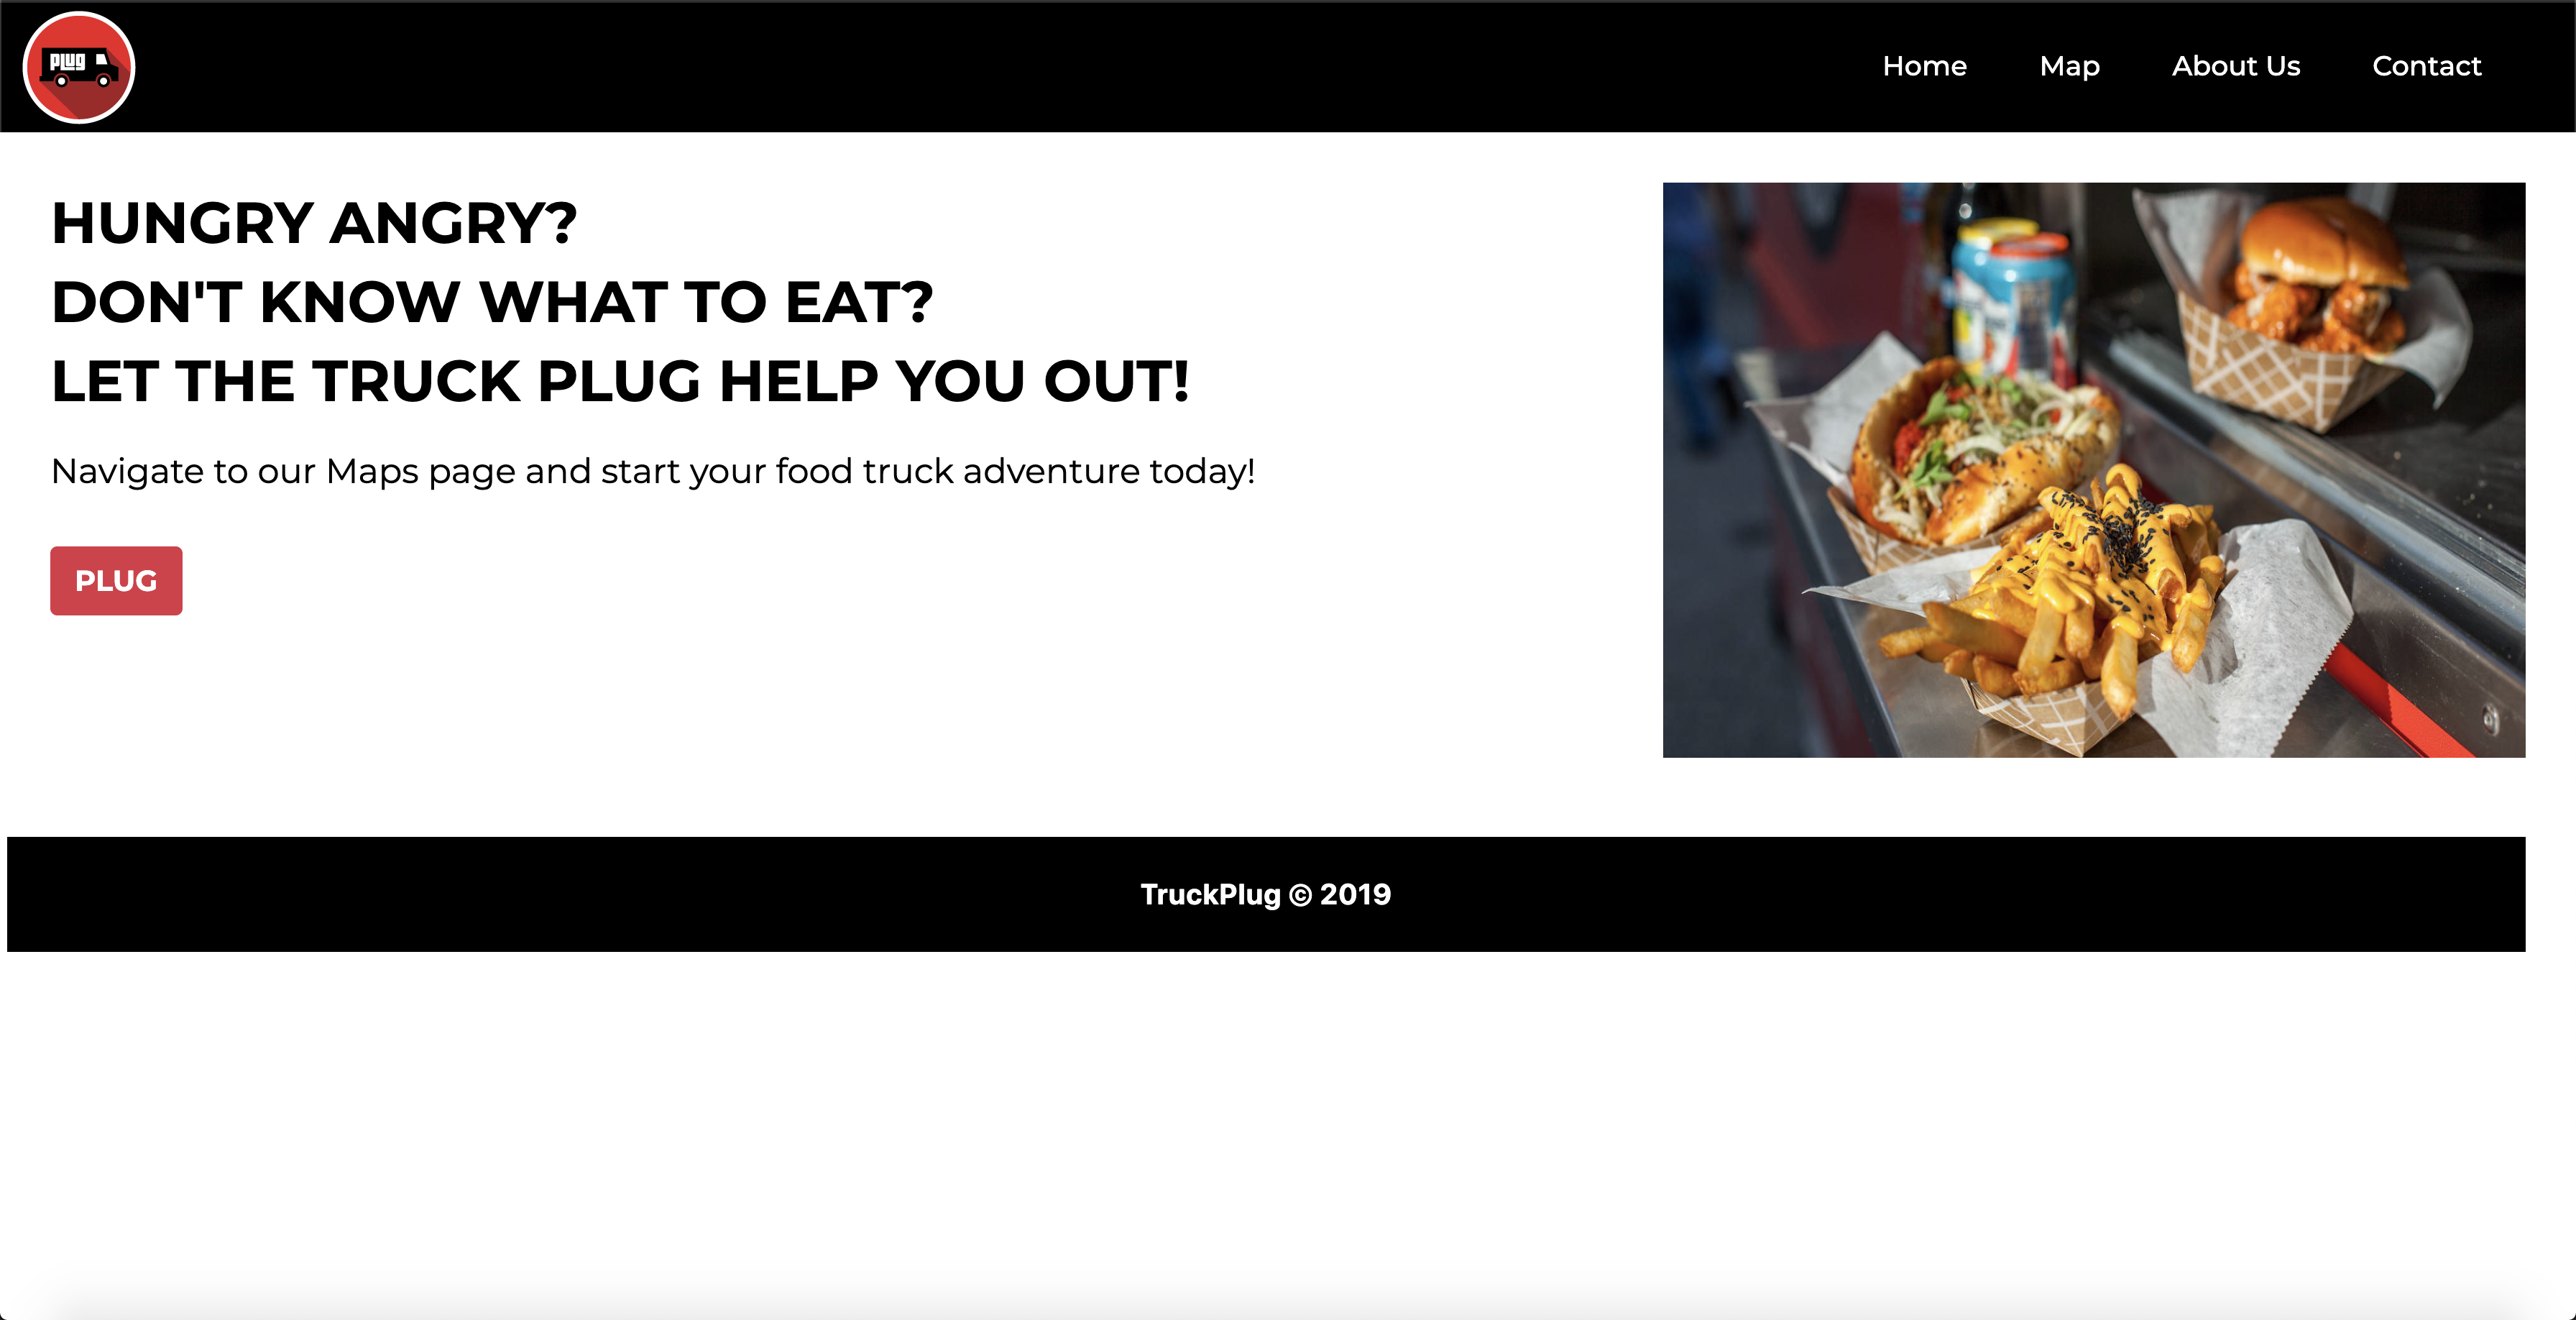 PLUG
Home Map About Us Contact
HUNGRY ANGRY?
DON'T KNOW WHAT TO EAT?
LET THE TRUCK PLUG HELP YOU OUT!
Navigate to our Maps page and start your food truck adventure today!
PLUG
TruckPlug © 2019